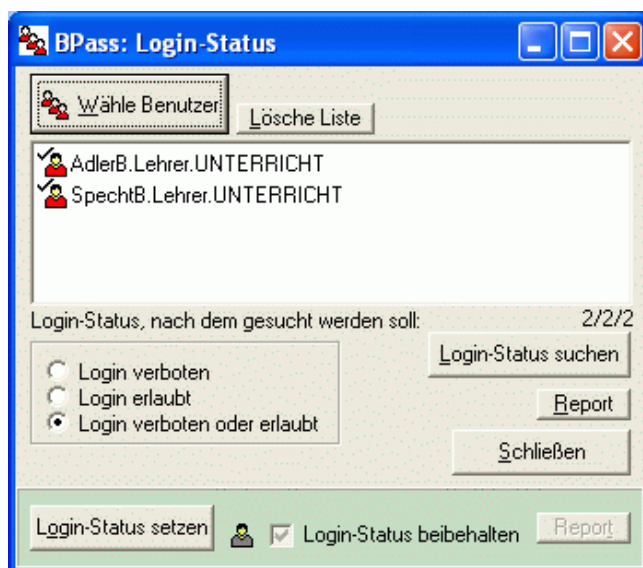 BPass: Login-Status
Wähle Benutzer
Lösche Liste
AdlerB.Lehrer.UNTERRICHT
SpechtB.Lehrer.UNTERRICHT
Login-Status, nach dem gesucht werden soll: 2/2/2
Login verboten
Login erlaubt
Login verboten oder erlaubt
Login-Status suchen
Report
Schließen
Login-Status setzen
Login-Status beibehalten
Report